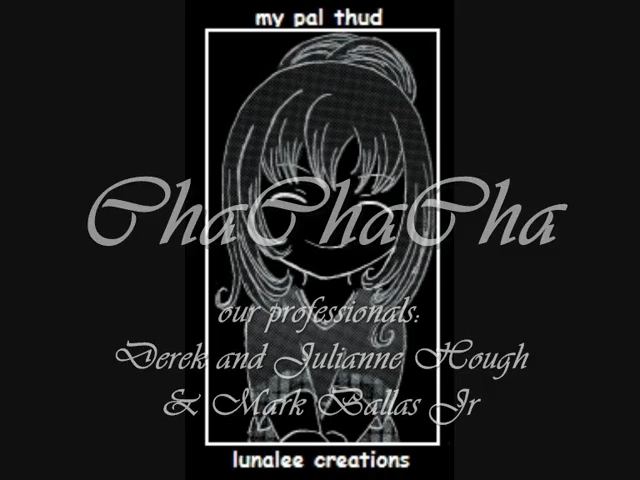 my pal thud
ChaChaCha
our professionals:
Derek and Julianne Hough
& Mark Ballas Jr
lunalee creations